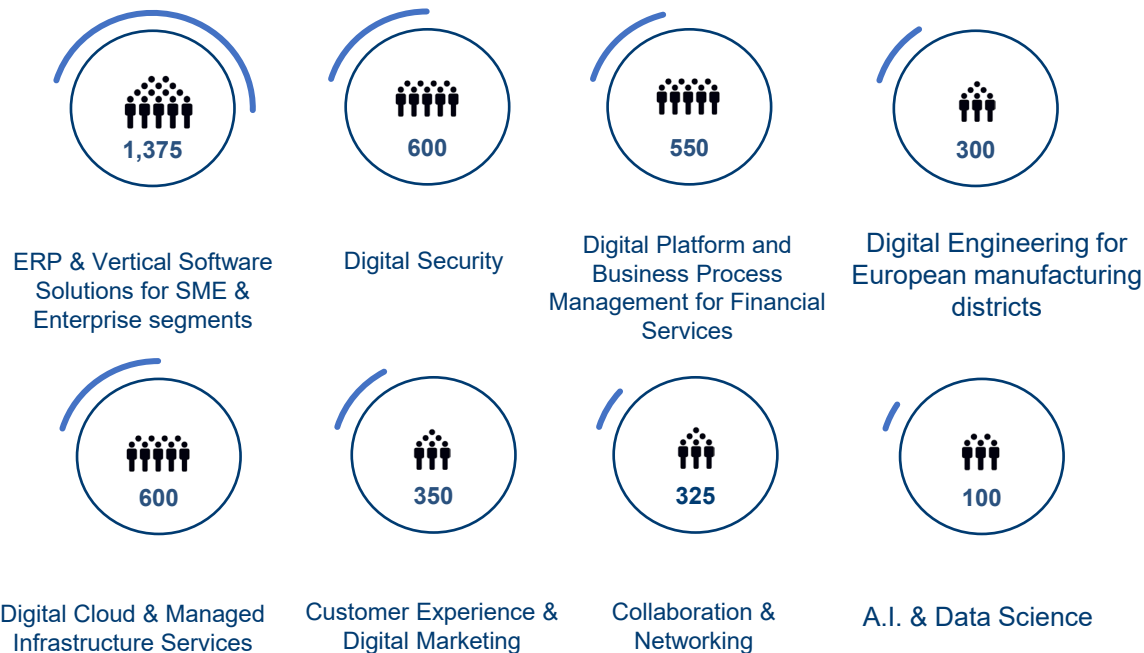 1,375
ERP & Vertical Software
Solutions for SME &
Enterprise segments
600
Digital Security
550
Digital Platform and
Business Process
Management for Financial
Services
300
Digital Engineering for
European manufacturing
districts
600
Digital Cloud & Managed
Infrastructure Services
350
Customer Experience &
Digital Marketing
325
Collaboration &
Networking
100
A.I. & Data Science